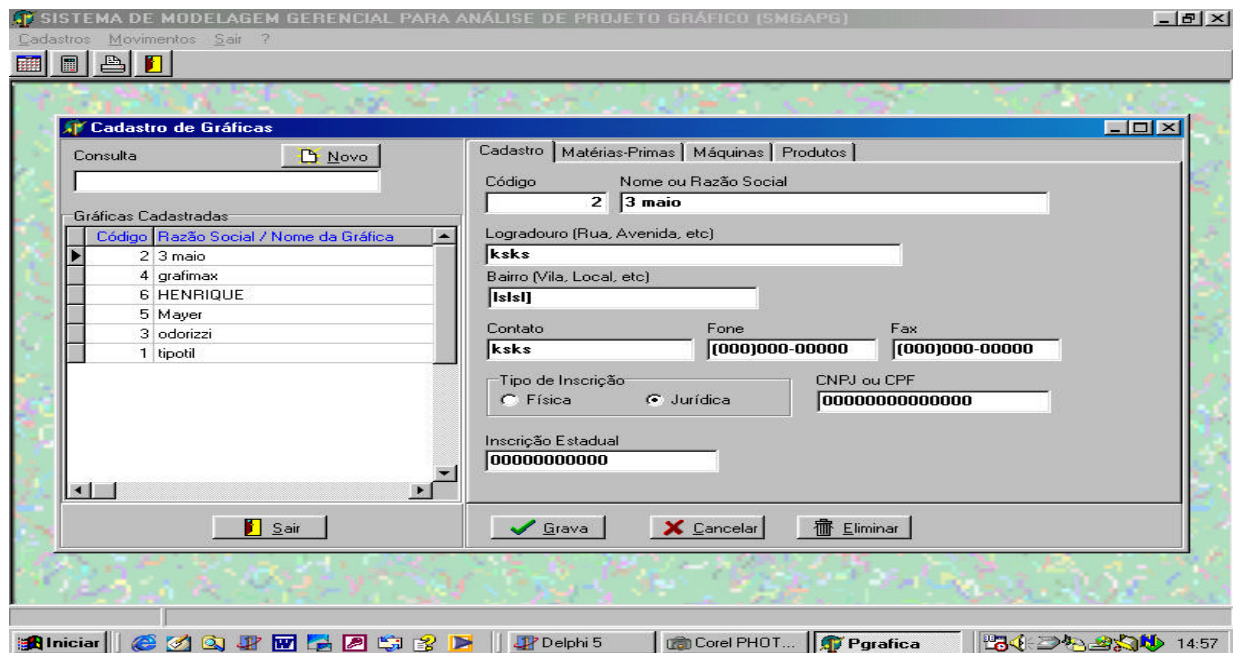 SISTEMA DE MODELAGEM GERENCIAL PARA ANÁLISE DE PROJETO GRÁFICO (SMGAPG)
Cadastros Movimentos Sair ?
Cadastro de Gráficas
Consulta
Novo
Gráficas Cadastradas
Código Razão Social / Nome da Gráfica
2 3 maio
4 grafimax
6 HENRIQUE
5 Mayer
3 odorizzi
1 tipotil
Sair
Cadastro Matérias-Primas Máquinas Produtos
Código Nome ou Razão Social
2 3 maio
Logradouro (Rua, Avenida, etc)
ksks
Bairro (Vila, Local, etc)
lslsl]
Contato Fone Fax
ksks (000)000-00000 (000)000-00000
Tipo de Inscrição CNPJ ou CPF
Física Jurídica 00000000000000
Inscrição Estadual
00000000000
Grava Cancelar Eliminar
Iniciar Delphi 5 Corel PHOT... Pgrafica 14:57